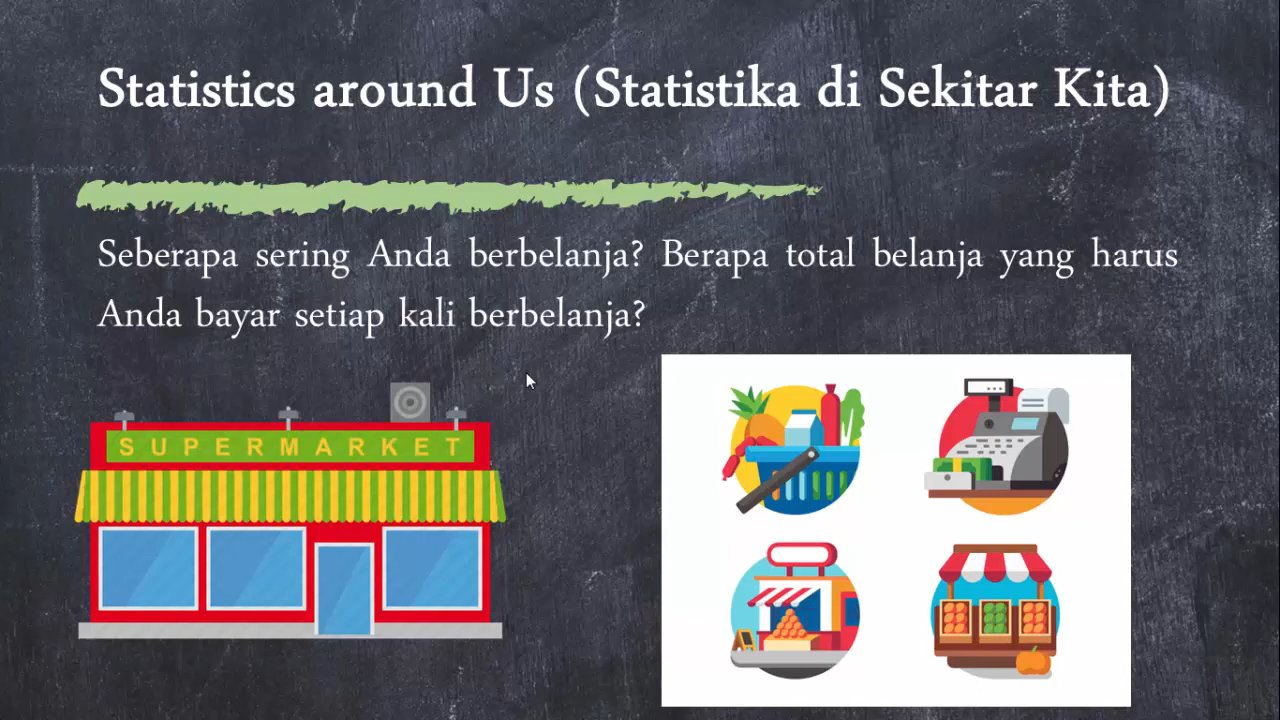 Statistics around Us (Statistika di Sekitar Kita)
Seberapa sering Anda berbelanja? Berapa total belanja yang harus
Anda bayar setiap kali berbelanja?
SUPERMARKET